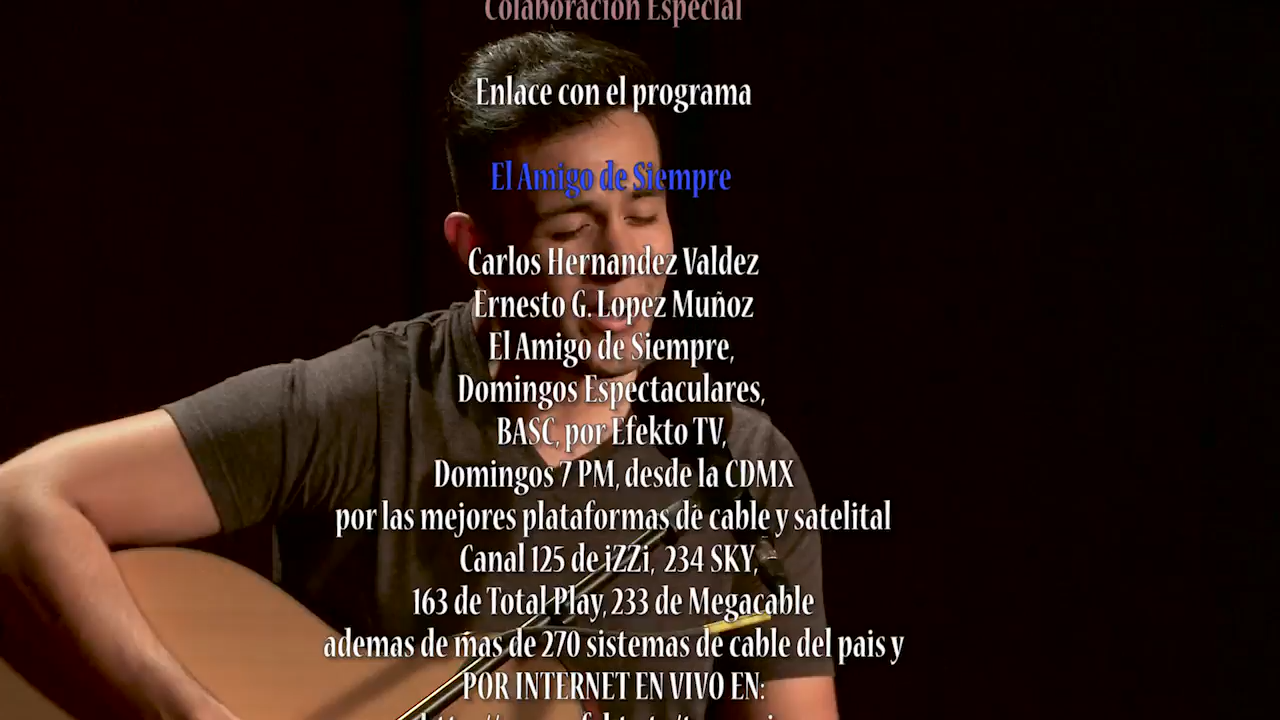 Colaboración Especial
Enlace con el programa
El Amigo de Siempre
Carlos Hernandez Valdez
Ernesto G. Lopez Muñoz
El Amigo de Siempre,
Domingos Espectaculares,
BASC, por Efekto TV,
Domingos 7 PM, desde la CDMX
por las mejores plataformas de cable y satelital
Canal 125 de iZZi, 234 SKY,
163 de Total Play, 233 de Megacable
ademas de mas de 270 sistemas de cable del pais y
POR INTERNET EN VIVO EN: